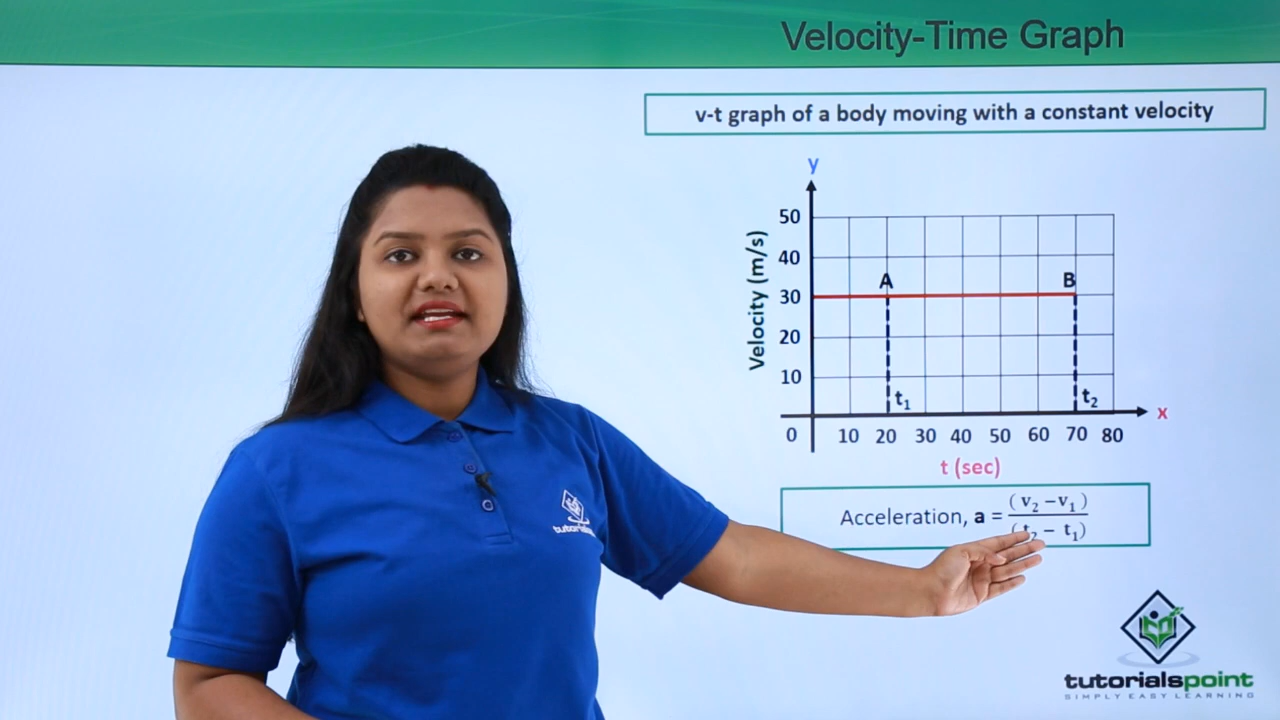 Velocity-Time Graph
v-t graph of a body moving with a constant velocity
y
Velocity (m/s)
50
40
30
20
10
A
B
t₁
t₂
x
0 10 20 30 40 50 60 70 80
t (sec)
Acceleration, a = (v₂ – v₁)
(t₂ – t₁)
tutorialspoint
SIMPLY EASY LEARNING